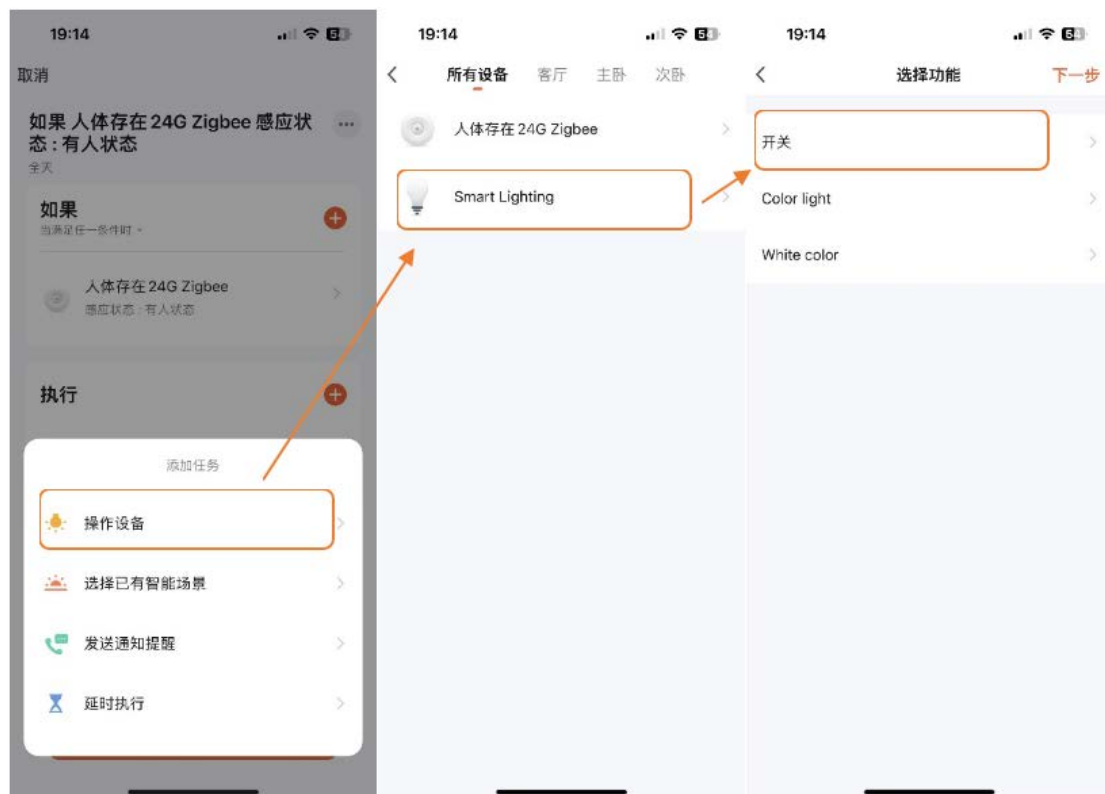 19:14
取消
如果 人体存在 24G Zigbee 感应状
态 : 有人状态
全天
如果
当满足任一条件时
人体存在 24G Zigbee
感应状态 : 有人状态
执行
添加任务
操作设备
选择已有智能场景
发送通知提醒
延时执行
19:14
所有设备 客厅 主卧 次卧
人体存在 24G Zigbee
Smart Lighting
19:14
选择功能 下一步
开关
Color light
White color